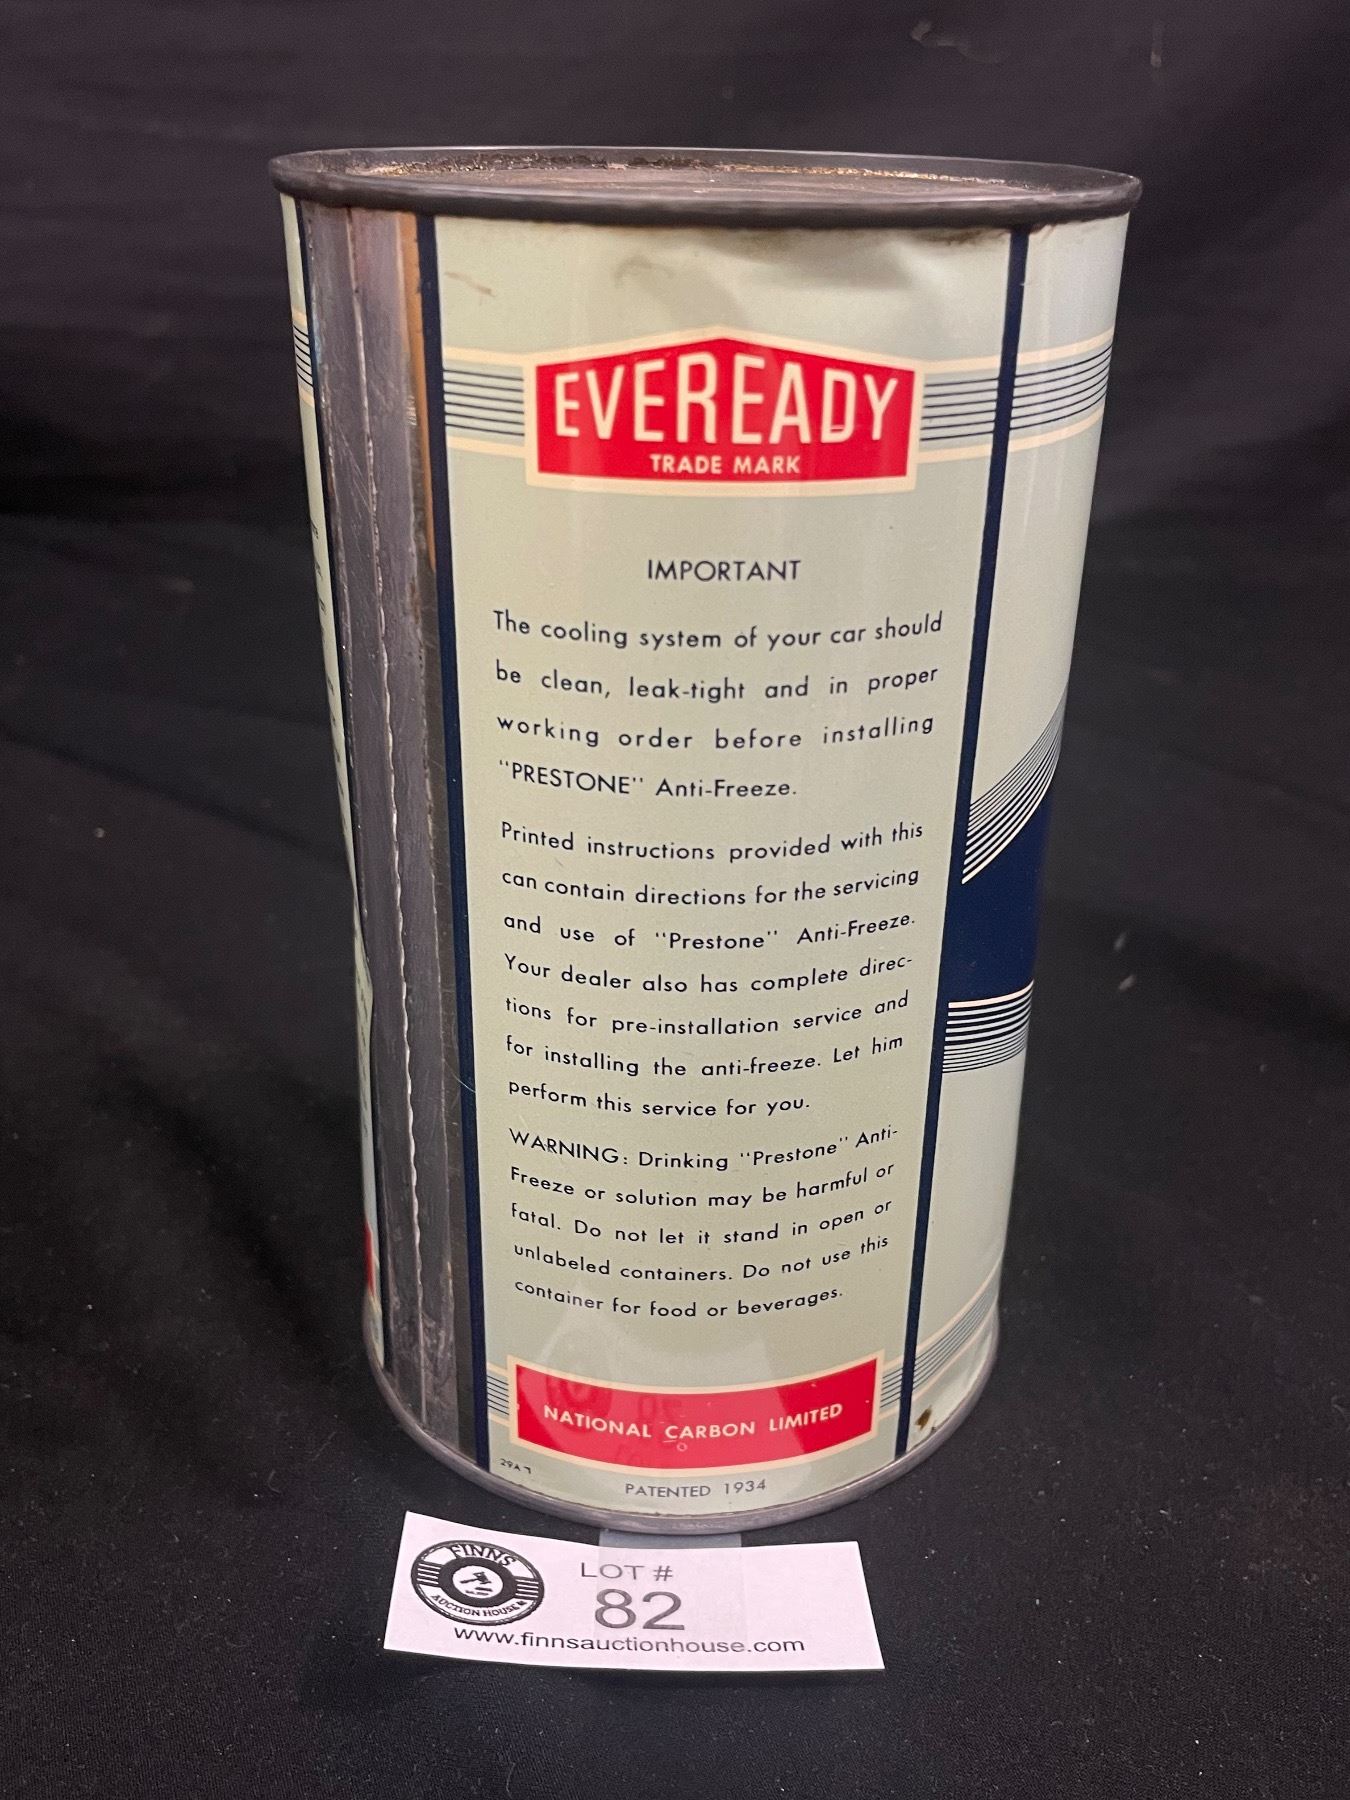 EVEREADY
TRADE MARK
IMPORTANT
The cooling system of your car should
be clean, leak-tight and in proper
working order before installing
"PRESTONE" Anti-Freeze.
Printed instructions provided with this
can contain directions for the servicing
and use of "Prestone" Anti-Freeze.
Your dealer also has complete direc-
tions for pre-installation service and
for installing the anti-freeze. Let him
perform this service for you.
WARNING: Drinking "Prestone" Anti-
Freeze or solution may be harmful or
fatal. Do not let it stand in open or
unlabeled containers. Do not use this
container for food or beverages.
NATIONAL CARBON LIMITED
PATENTED 1934
FINNS
AUCTION HOUSE
LOT #
82
www.finnsauctionhouse.com